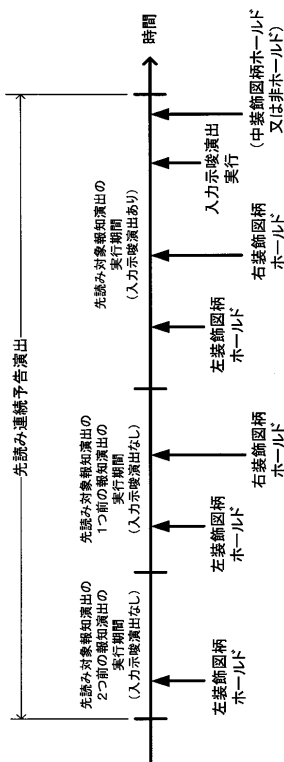 先読み連続予告演出
先読み対象報知演出の
2つ前の報知演出の
実行期間
(入力示唆演出なし)
先読み対象報知演出の
1つ前の報知演出の
実行期間
(入力示唆演出なし)
先読み対象報知演出の
実行期間
(入力示唆演出あり)
時間
左装飾図柄
ホールド
左装飾図柄
ホールド
右装飾図柄
ホールド
左装飾図柄
ホールド
右装飾図柄
ホールド
入力示唆演出
実行
(中装飾図柄ホールド
又は非ホールド)